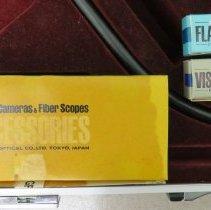 Cameras & Fiber Scopes
CESSORIES
OPTICAL CO., LTD. TOKYO, JAPAN
FLA
VIS